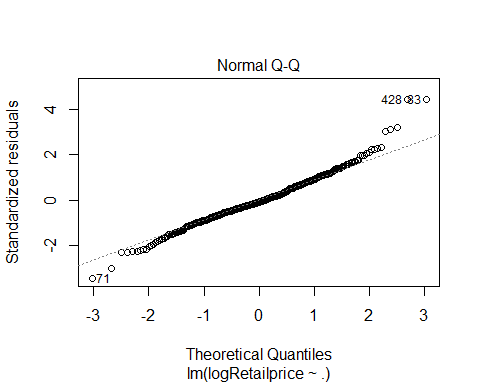 Normal Q-Q
Standardized residuals
4
2
0
-2
428 83
71
-3 -2 -1 0 1 2 3
Theoretical Quantiles
lm(logRetailprice ~ .)